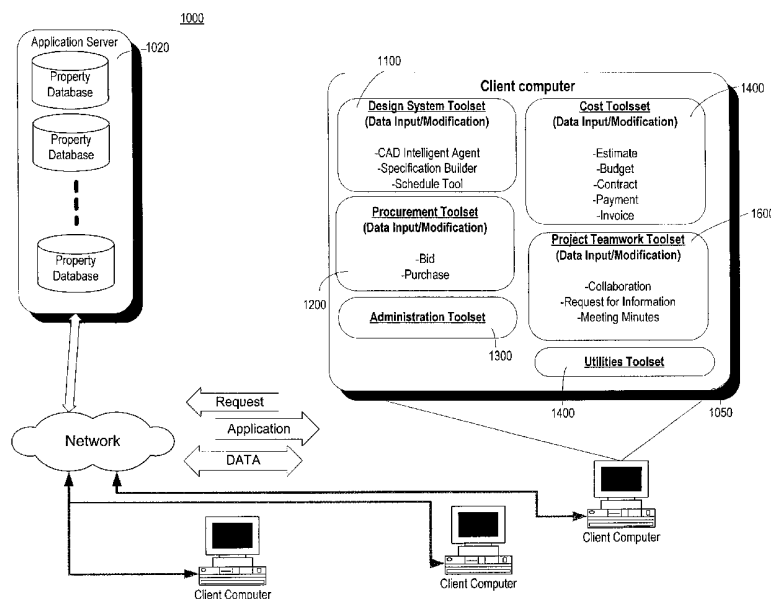 1000
Application Server
1020
Property
Database
Property
Database
Property
Database
1100
Client computer
Design System Toolset
(Data Input/Modification)
-CAD Intelligent Agent
-Specification Builder
-Schedule Tool
Cost Toolsset
(Data Input/Modification)
-Estimate
-Budget
-Contract
-Payment
-Invoice
1400
Procurement Toolset
(Data Input/Modification)
-Bid
-Purchase
1200
Project Teamwork Toolset
(Data Input/Modification)
-Collaboration
-Request for Information
-Meeting Minutes
1600
Administration Toolset
1300
Utilities Toolset
1400
1050
Network
Request
Application
DATA
Client Computer
Client Computer
Client Computer